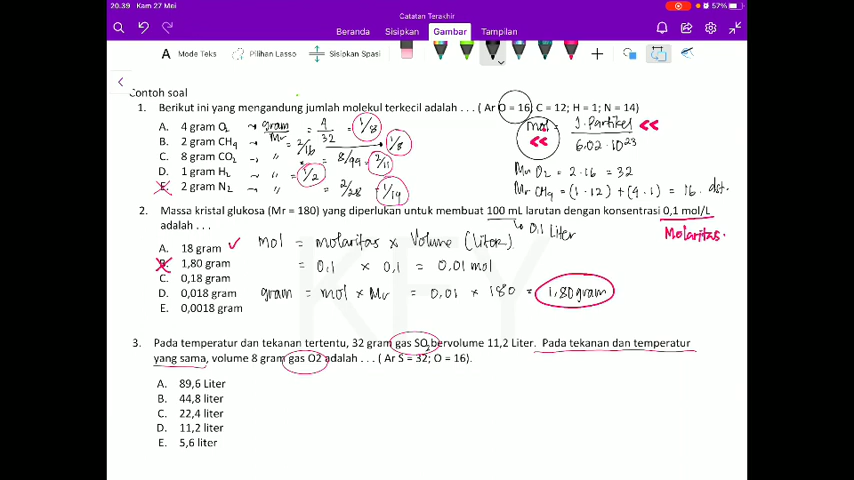 20.39 Kam 27 Mei
57%
Catatan Terakhir
Beranda Sisipkan Gambar Tampilan
A Mode Teks Pilihan Lasso Sisipkan Spasi
Contoh soal
1. Berikut ini yang mengandung jumlah molekul terkecil adalah . . . ( Ar O = 16; C = 12; H = 1; N = 14)
A. 4 gram O₂ → gram/Mr = 4/32 = 1/8
B. 2 gram CH₄ → " = 2/16 → 1/8
C. 8 gram CO₂ → " = 8/44 = 2/11
D. 1 gram H₂ ~ " = 1/2
E. 2 gram N₂ → " = 2/28 = 1/14
mol = J. Partikel / 6.02 · 10²³ <<
<<
Mr O₂ = 2 · 16 = 32
Mr CH₄ = (1 · 12) + (4 · 1) = 16. dst.
2. Massa kristal glukosa (Mr = 180) yang diperlukan untuk membuat 100 mL larutan dengan konsentrasi 0,1 mol/L
adalah . . .
↳ 0,1 Liter
Molaritas.
A. 18 gram
B. 1,80 gram
C. 0,18 gram
D. 0,018 gram
E. 0,0018 gram
mol = molaritas x Volume (liter)
= 0,1 x 0,1 = 0,01 mol
gram = mol x Mr = 0,01 x 180 = 1,80 gram
KEY
3. Pada temperatur dan tekanan tertentu, 32 gram gas SO₂ bervolume 11,2 Liter. Pada tekanan dan temperatur
yang sama, volume 8 gram gas O2 adalah . . . ( Ar S = 32; O = 16).
A. 89,6 Liter
B. 44,8 liter
C. 22,4 liter
D. 11,2 liter
E. 5,6 liter